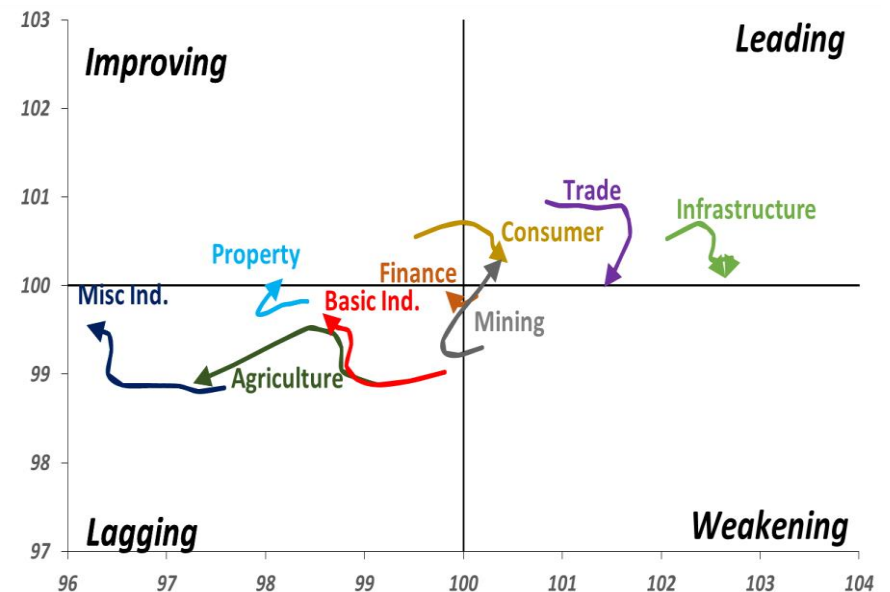 103
Improving
Leading
102
101
Trade
Infrastructure
Consumer
Property
100
Finance
Misc Ind.
Basic Ind.
Mining
99
Agriculture
98
Lagging
Weakening
97
96 97 98 99 100 101 102 103 104